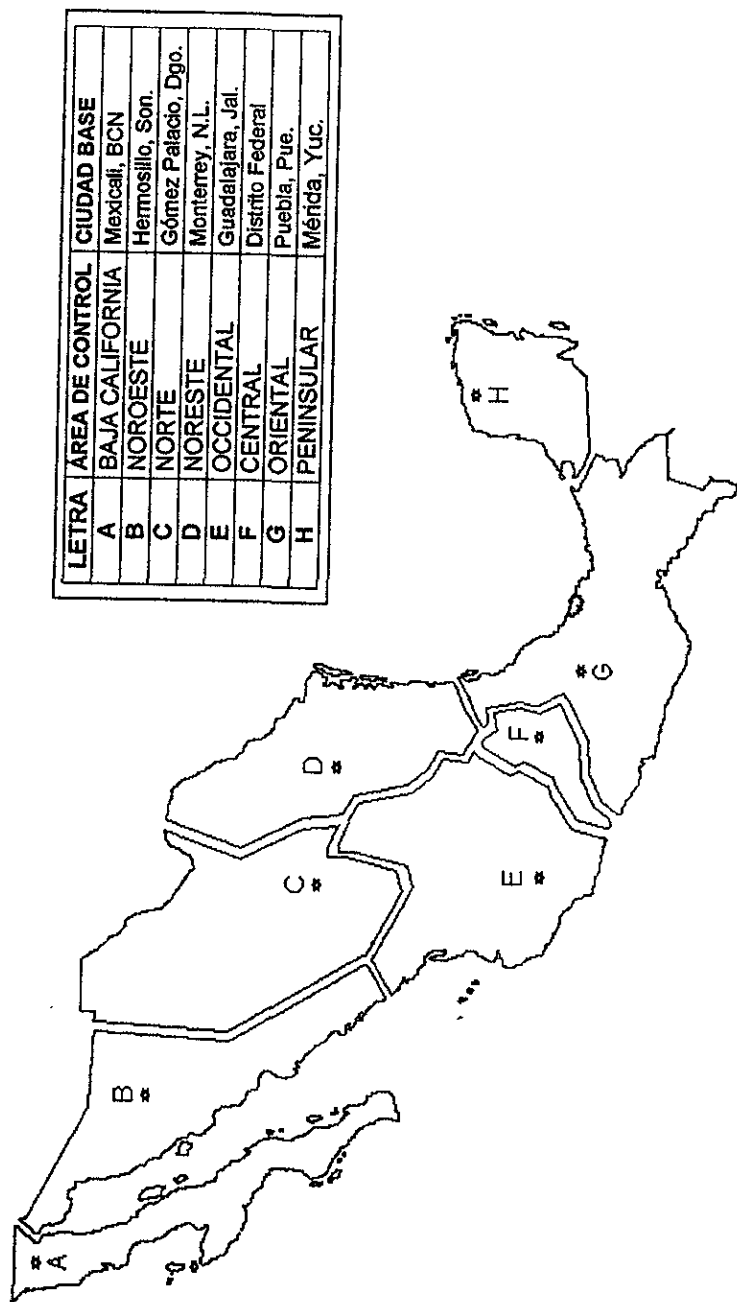 LETRA ÁREA DE CONTROL CIUDAD BASE
A BAJA CALIFORNIA Mexicali, BCN
B NOROESTE Hermosillo, Son.
C NORTE Gómez Palacio, Dgo.
D NORESTE Monterrey, N.L.
E OCCIDENTAL Guadalajara, Jal.
F CENTRAL Distrito Federal
G ORIENTAL Puebla, Pue.
H PENINSULAR Mérida, Yuc.
A
B
C
D
E
F
G
H